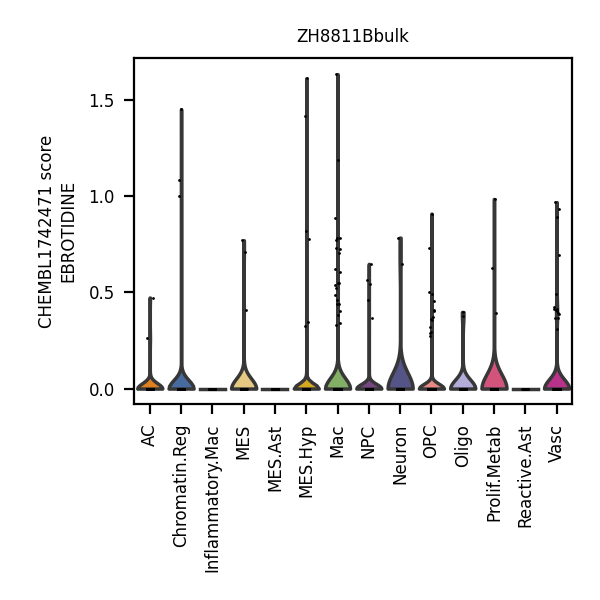 ZH8811Bbulk
CHEMBL1742471 score
EBROTIDINE
1.5
1.0
0.5
0.0
AC
Chromatin.Reg
Inflammatory.Mac
MES
MES.Ast
MES.Hyp
Mac
NPC
Neuron
OPC
Oligo
Prolif.Metab
Reactive.Ast
Vasc